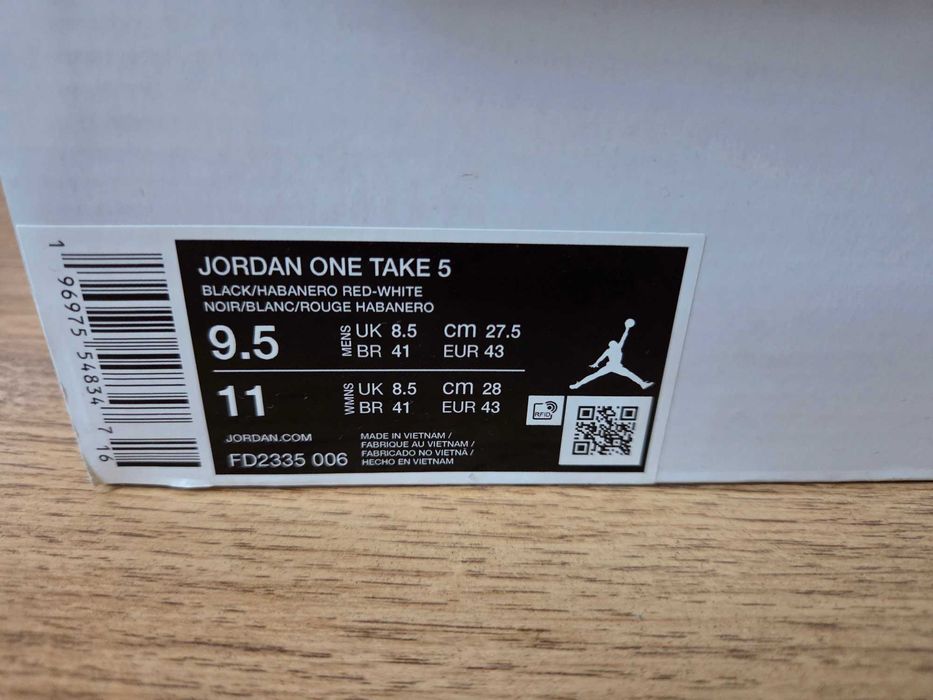 1 96975 54834 7 16
JORDAN ONE TAKE 5
BLACK/HABANERO RED-WHITE
NOIR/BLANC/ROUGE HABANERO
9.5 MENS UK 8.5 cm 27.5
BR 41 EUR 43
11 WMNS UK 8.5 cm 28
BR 41 EUR 43
RFID
JORDAN.COM
FD2335 006
MADE IN VIETNAM /
FABRIQUE AU VIETNAM /
FABRICADO NO VIETNÃ /
HECHO EN VIETNAM